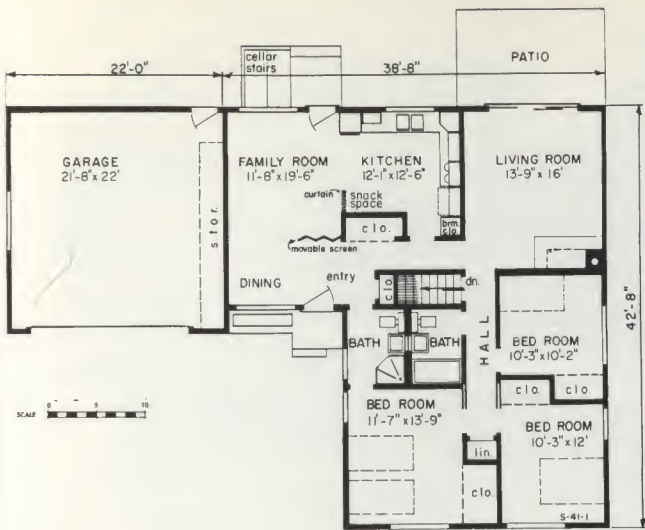 cellar
stairs
PATIO
22'-0"
38'-8"
GARAGE
21'-8" x 22'
stor.
FAMILY ROOM
11'-8" x 19'-6"
KITCHEN
12'-1" x 12'-6"
LIVING ROOM
13'-9" x 16'
curtain
snack
space
clo.
brm.
clo.
movable screen
DINING
entry
clo.
dn.
42'-8"
BATH
BATH
HALL
BED ROOM
10'-3" x 10'-2"
clo.
clo.
SCALE
0 5 10
BED ROOM
11'-7" x 13'-9"
BED ROOM
10'-3" x 12'
lin.
clo.
S-41-1